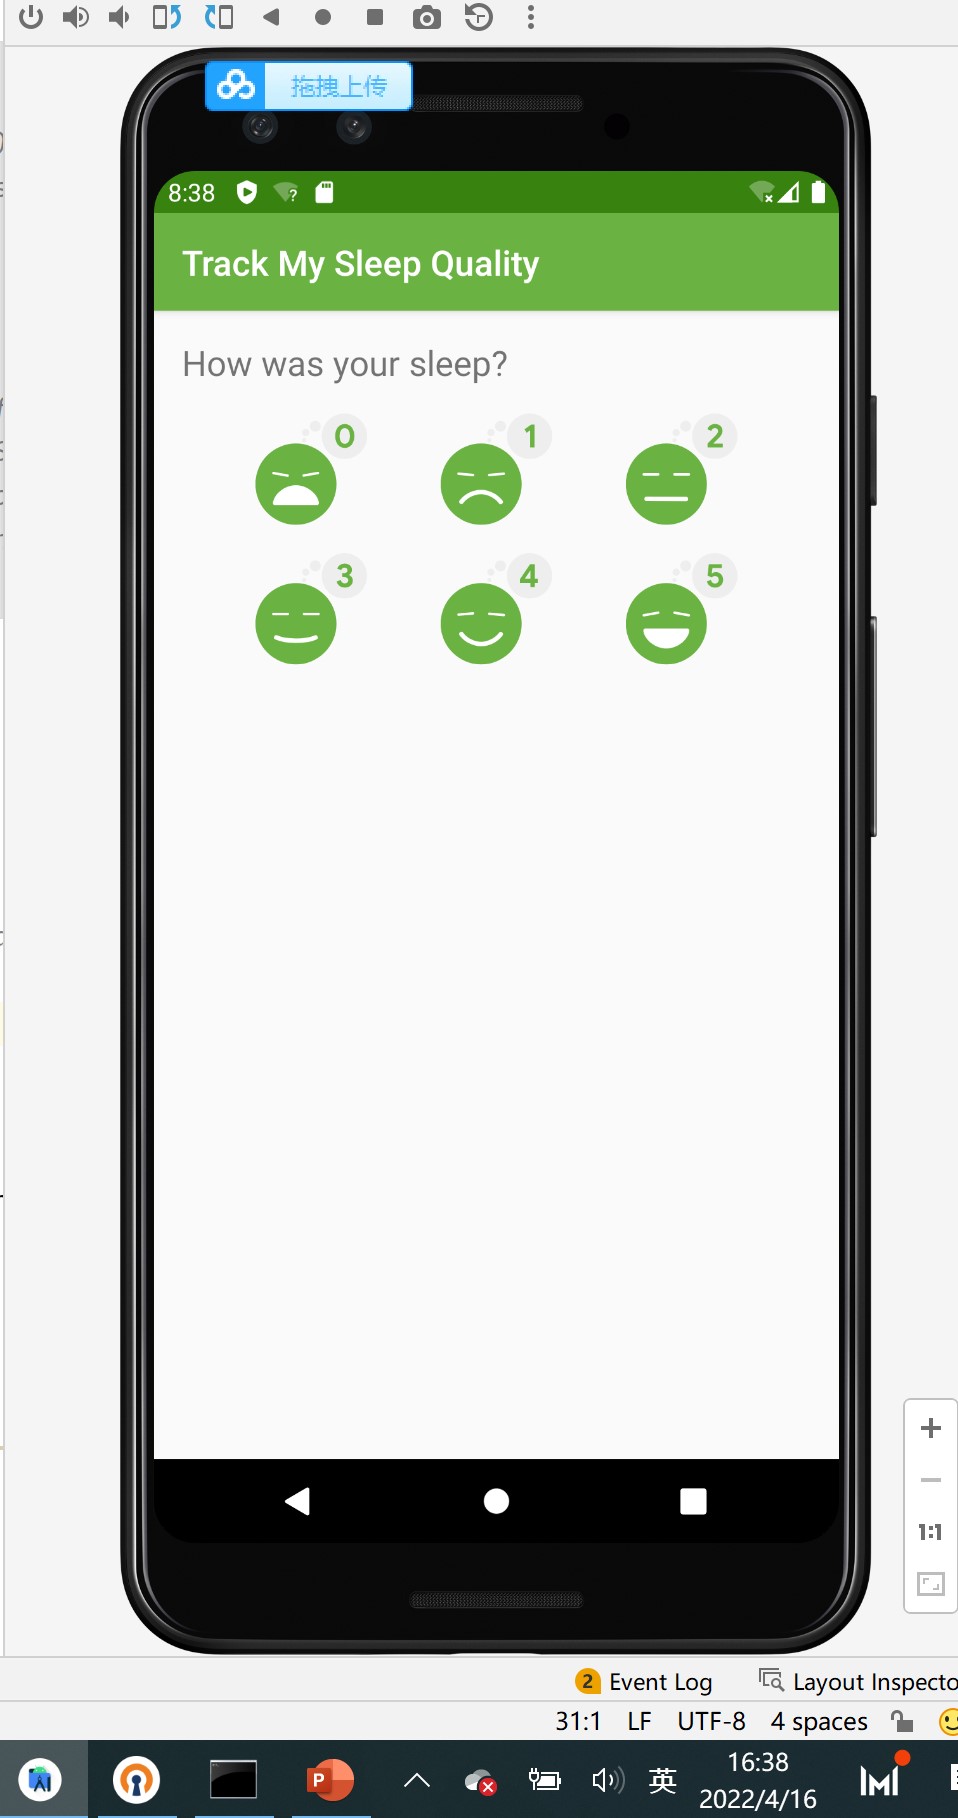 拖拽上传
8:38
Track My Sleep Quality
How was your sleep?
0 1 2
3 4 5
1:1
2 Event Log Layout Inspecto
31:1 LF UTF-8 4 spaces
P 英 16:38
2022/4/16